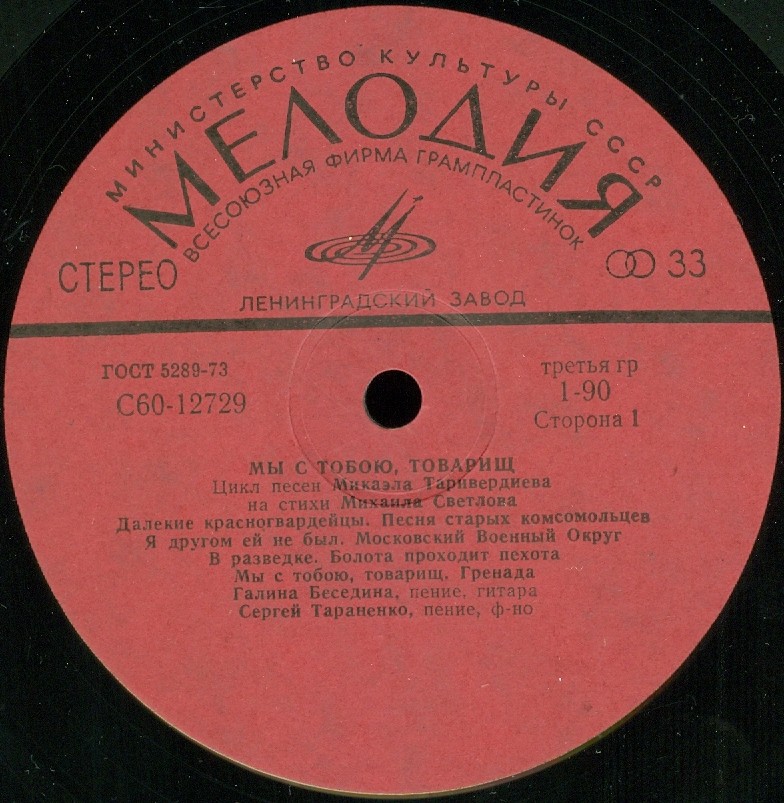 МИНИСТЕРСТВО КУЛЬТУРЫ СССР
МЕЛОДИЯ
ВСЕСОЮЗНАЯ ФИРМА ГРАМПЛАСТИНОК
СТЕРЕО
33
ЛЕНИНГРАДСКИЙ ЗАВОД
ГОСТ 5289-73
С60-12729
третья гр
1-90
Сторона 1
МЫ С ТОБОЮ, ТОВАРИЩ
Цикл песен Микаэла Таривердиева
на стихи Михаила Светлова
Далекие красногвардейцы. Песня старых комсомольцев
Я другом ей не был. Московский Военный Округ
В разведке. Болота проходит пехота
Мы с тобою, товарищ. Гренада
Галина Беседина, пение, гитара
Сергей Тараненко, пение, ф-но